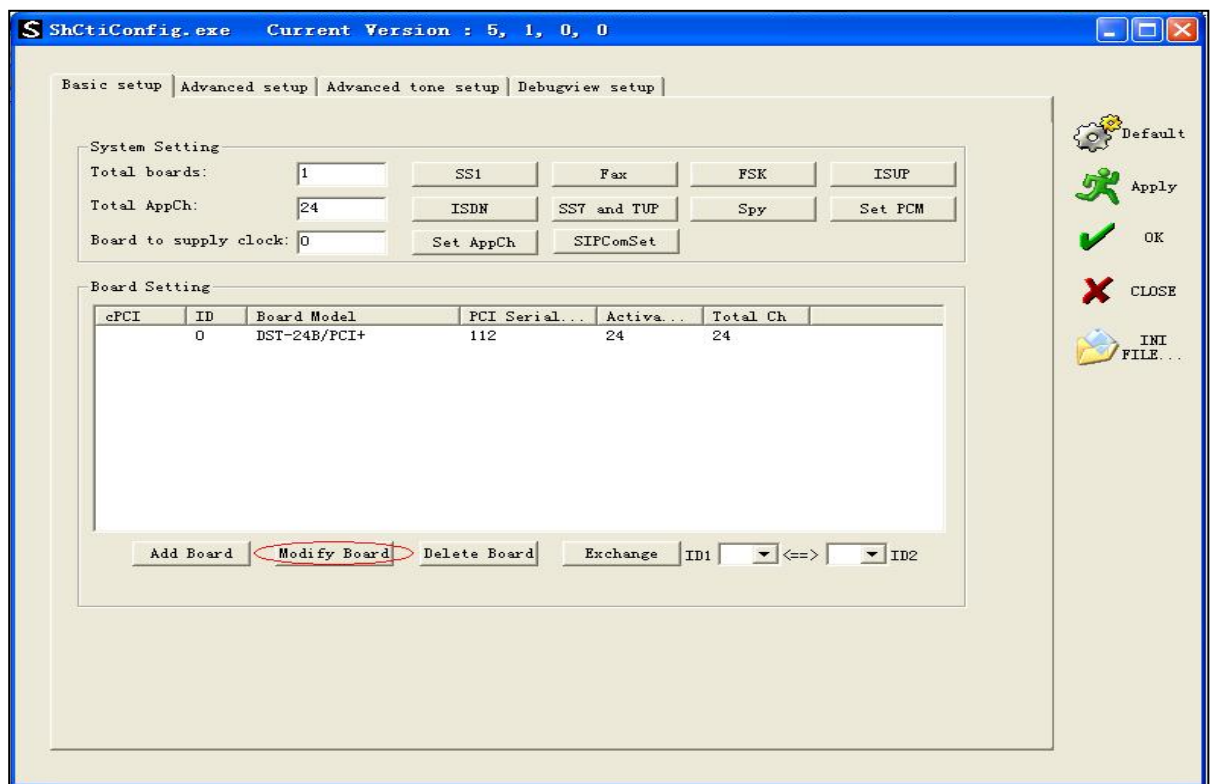 S ShCtiConfig.exe Current Version : 5, 1, 0, 0
Basic setup Advanced setup Advanced tone setup Debugview setup
System Setting
Total boards: 1 SS1 Fax FSK ISUP
Total AppCh: 24 ISDN SS7 and TUP Spy Set PCM
Board to supply clock: 0 Set AppCh SIPComSet
Board Setting
cPCI ID Board Model PCI Serial... Activa... Total Ch
0 DST-24B/PCI+ 112 24 24
Add Board Modify Board Delete Board Exchange ID1 <==> ID2
Default
Apply
OK
CLOSE
INI
FILE...